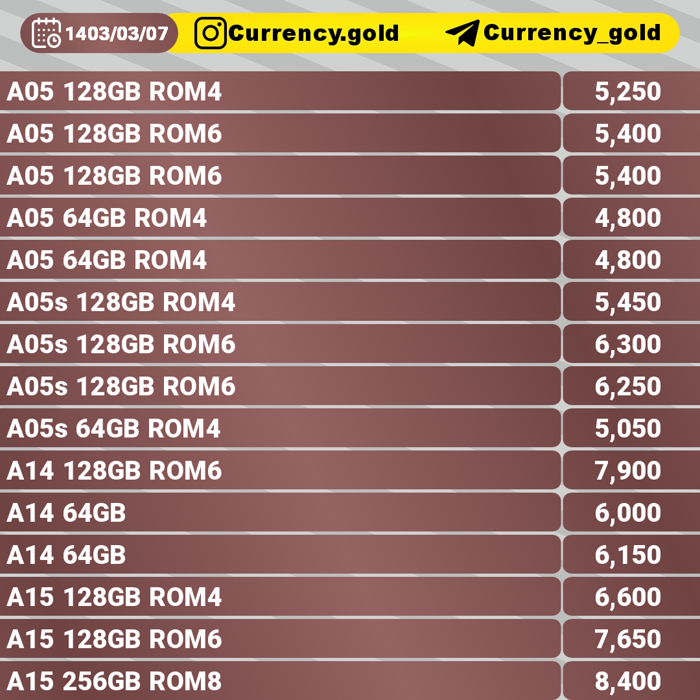 1403/03/07 Currency.gold Currency_gold
A05 128GB ROM4 5,250
A05 128GB ROM6 5,400
A05 128GB ROM6 5,400
A05 64GB ROM4 4,800
A05 64GB ROM4 4,800
A05s 128GB ROM4 5,450
A05s 128GB ROM6 6,300
A05s 128GB ROM6 6,250
A05s 64GB ROM4 5,050
A14 128GB ROM6 7,900
A14 64GB 6,000
A14 64GB 6,150
A15 128GB ROM4 6,600
A15 128GB ROM6 7,650
A15 256GB ROM8 8,400